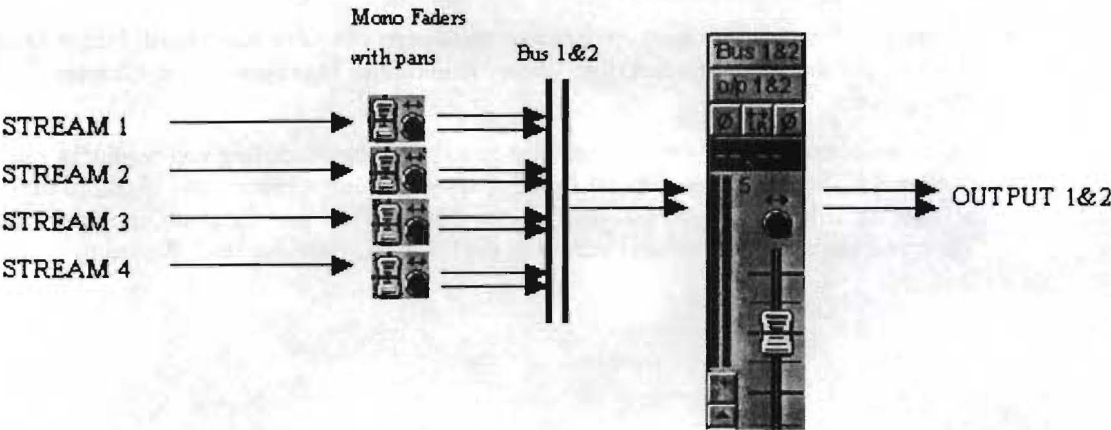 Mono Faders
with pans
Bus 1&2
Bus 1&2
o/p 1&2
STREAM 1
STREAM 2
STREAM 3
STREAM 4
5
OUTPUT 1&2